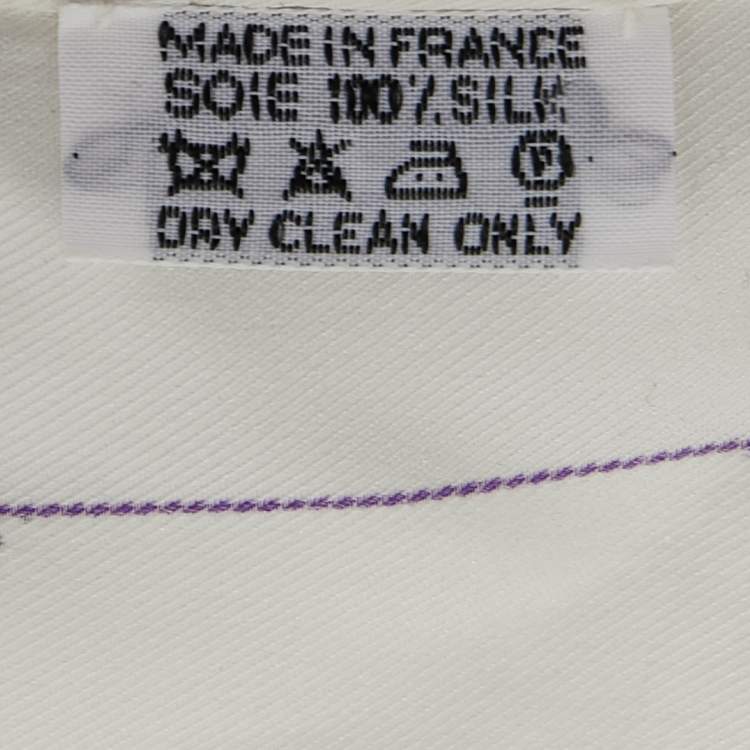 MADE IN FRANCE
SOIE 100% SILK
P
DRY CLEAN ONLY